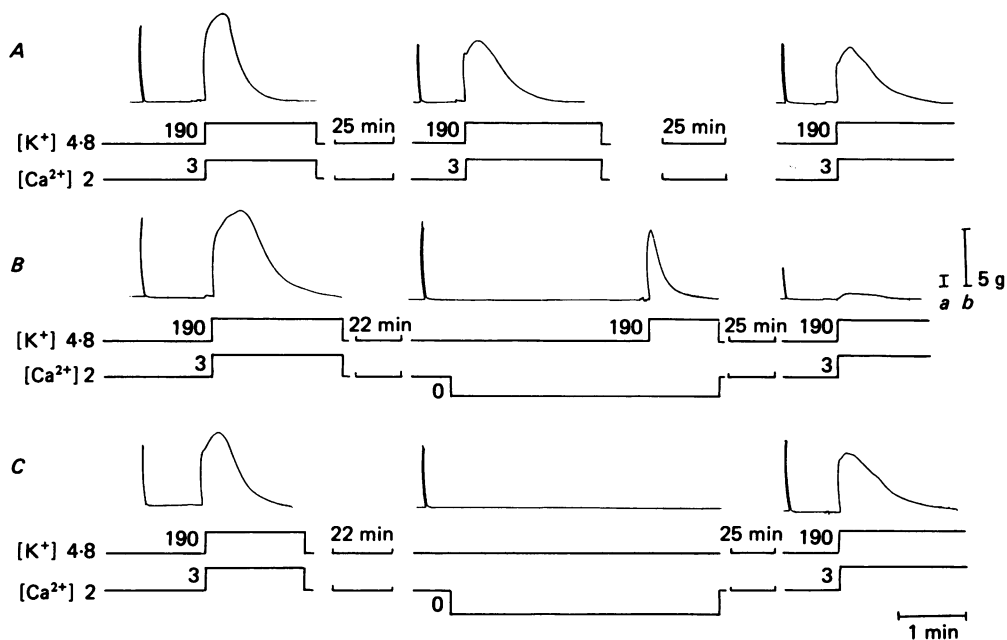 A
190 25 min 190 25 min 190
[K⁺] 4·8
3 3 3
[Ca²⁺] 2
B
5 g
a b
190 22 min 190 25 min 190
[K⁺] 4·8
3 3
[Ca²⁺] 2
0
C
190 22 min 25 min 190
[K⁺] 4·8
3 3
[Ca²⁺] 2
0
1 min